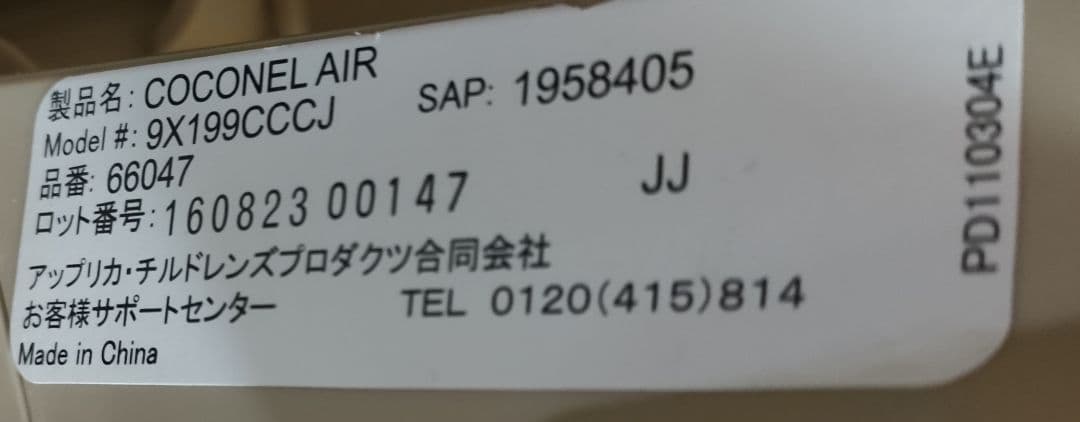 製品名: COCONEL AIR
Model #: 9X199CCCJ
SAP: 1958405
品番: 66047
ロット番号: 160823 00147
JJ
アップリカ・チルドレンズプロダクツ合同会社
お客様サポートセンター TEL 0120(415)814
Made in China
PD110304E